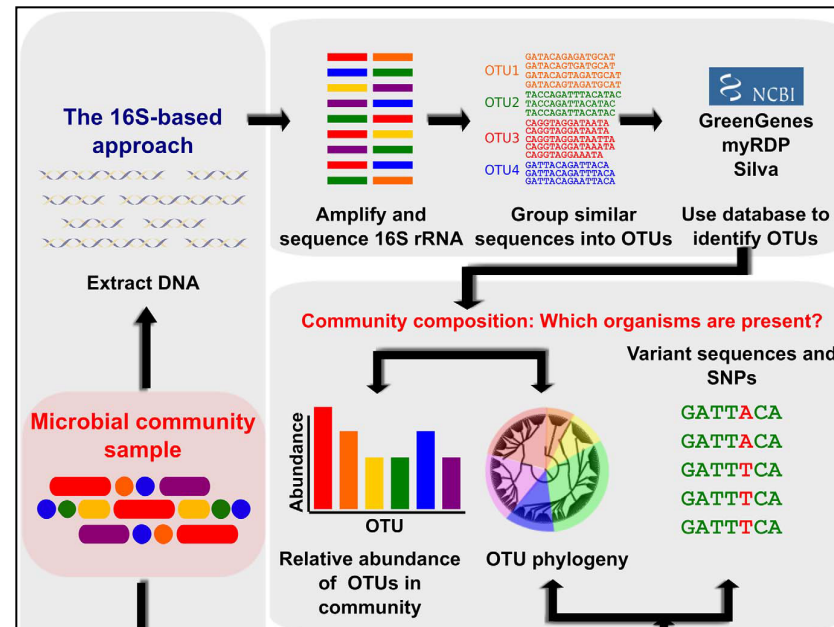 The 16S-based
approach
Extract DNA
Microbial community
sample
Amplify and
sequence 16S rRNA
OTU1
GATACAGAGATGCAT
GATACAGTGATGCAT
GATACAGTAGATGCAT
GATACAGTAGATGCAT
OTU2
TACCAGATTTACATAC
TACCAGATTACATAC
TACCAGATTACATAC
OTU3
CAGGTAGGATAATA
CAGGTAGGATAATTA
CAGGTAGGATAAATA
CAGGTAGGAAATA
OTU4
GATTACAGATTACA
GATTACAGATTTACA
GATTACAGAATTACA
Group similar
sequences into OTUs
NCBI
GreenGenes
myRDP
Silva
Use database to
identify OTUs
Community composition: Which organisms are present?
Abundance
OTU
Relative abundance
of OTUs in
community
OTU phylogeny
Variant sequences and
SNPs
GATTACA
GATTACA
GATTTCA
GATTTCA
GATTTCA